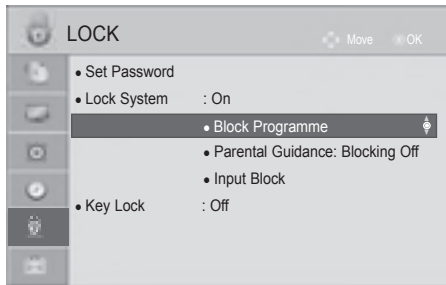 LOCK
Move OK
• Set Password
• Lock System : On
• Block Programme
• Parental Guidance: Blocking Off
• Input Block
• Key Lock : Off